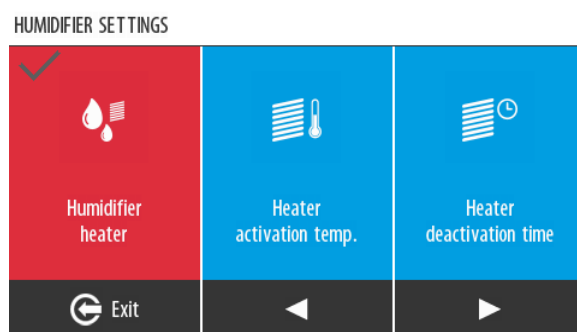 HUMIDIFIER SETTINGS
Humidifier
heater
Heater
activation temp.
Heater
deactivation time
Exit